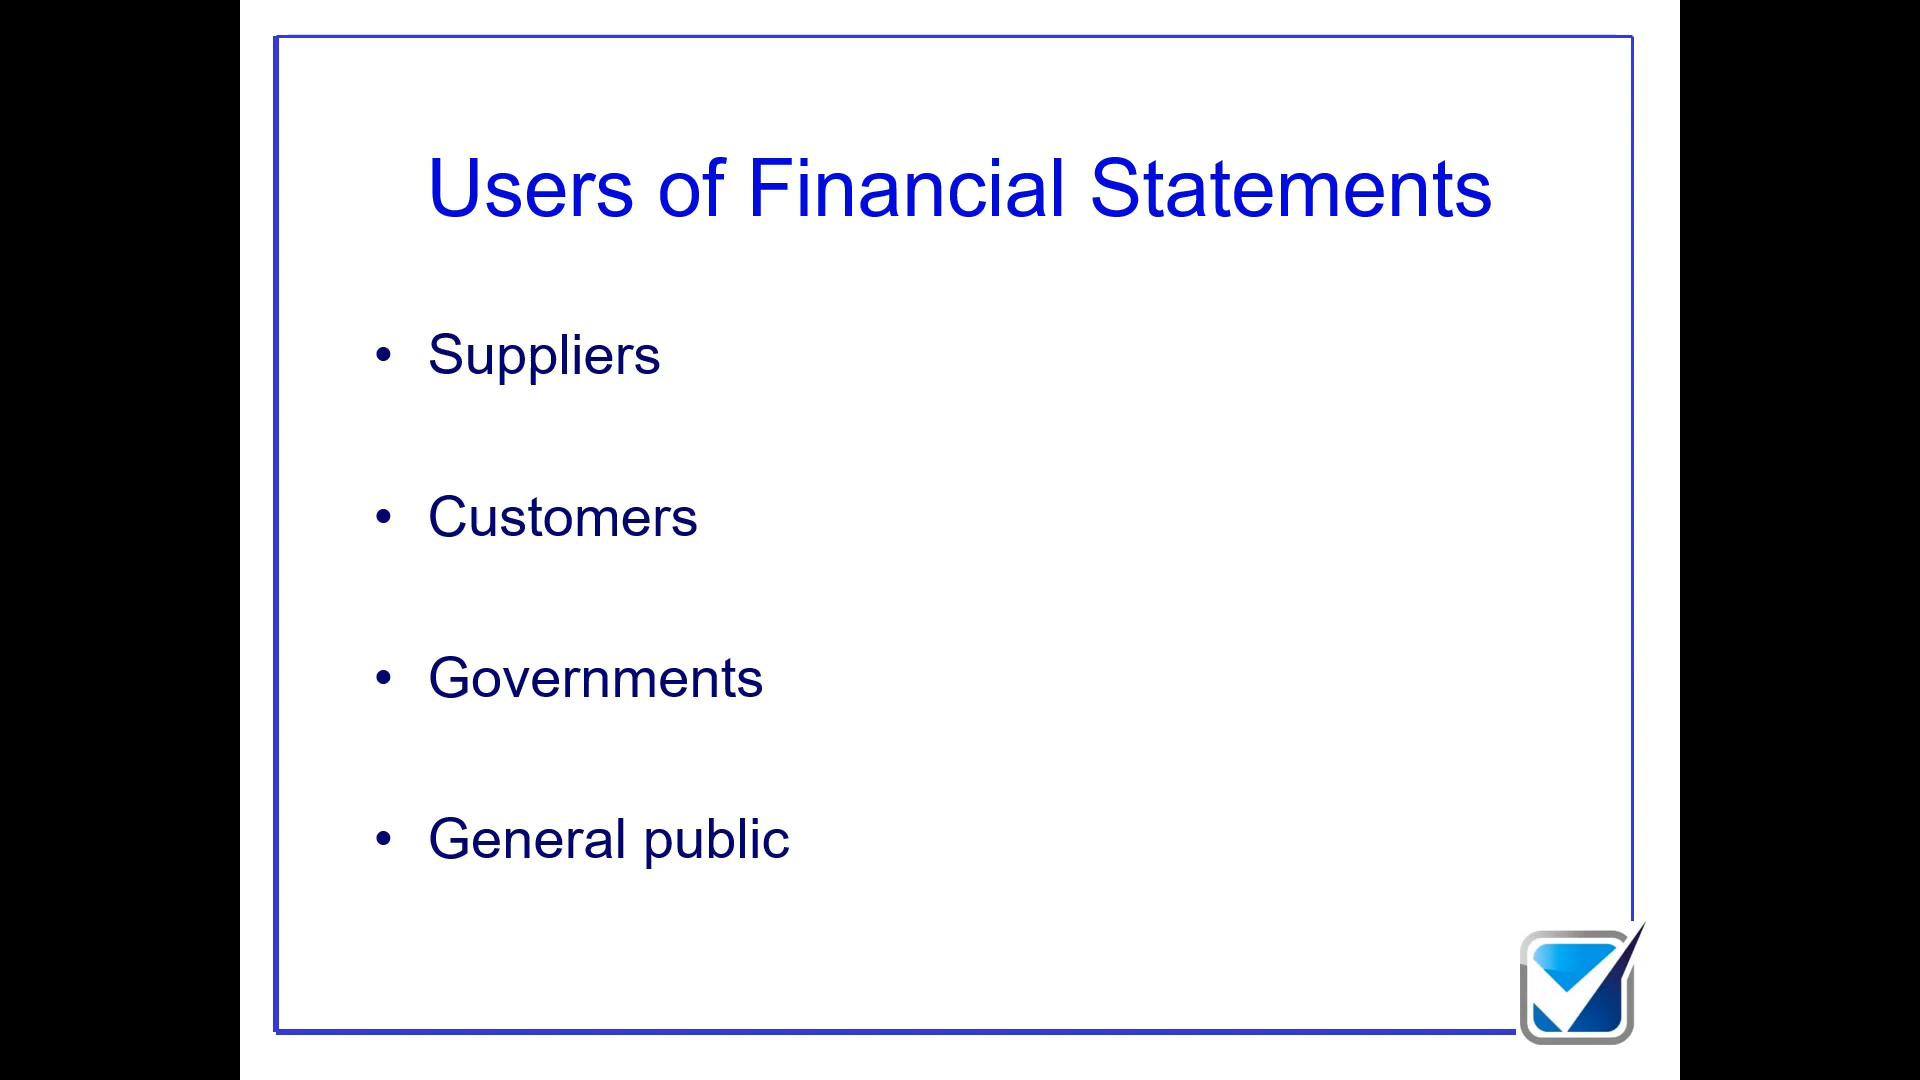 Users of Financial Statements
• Suppliers
• Customers
• Governments
• General public